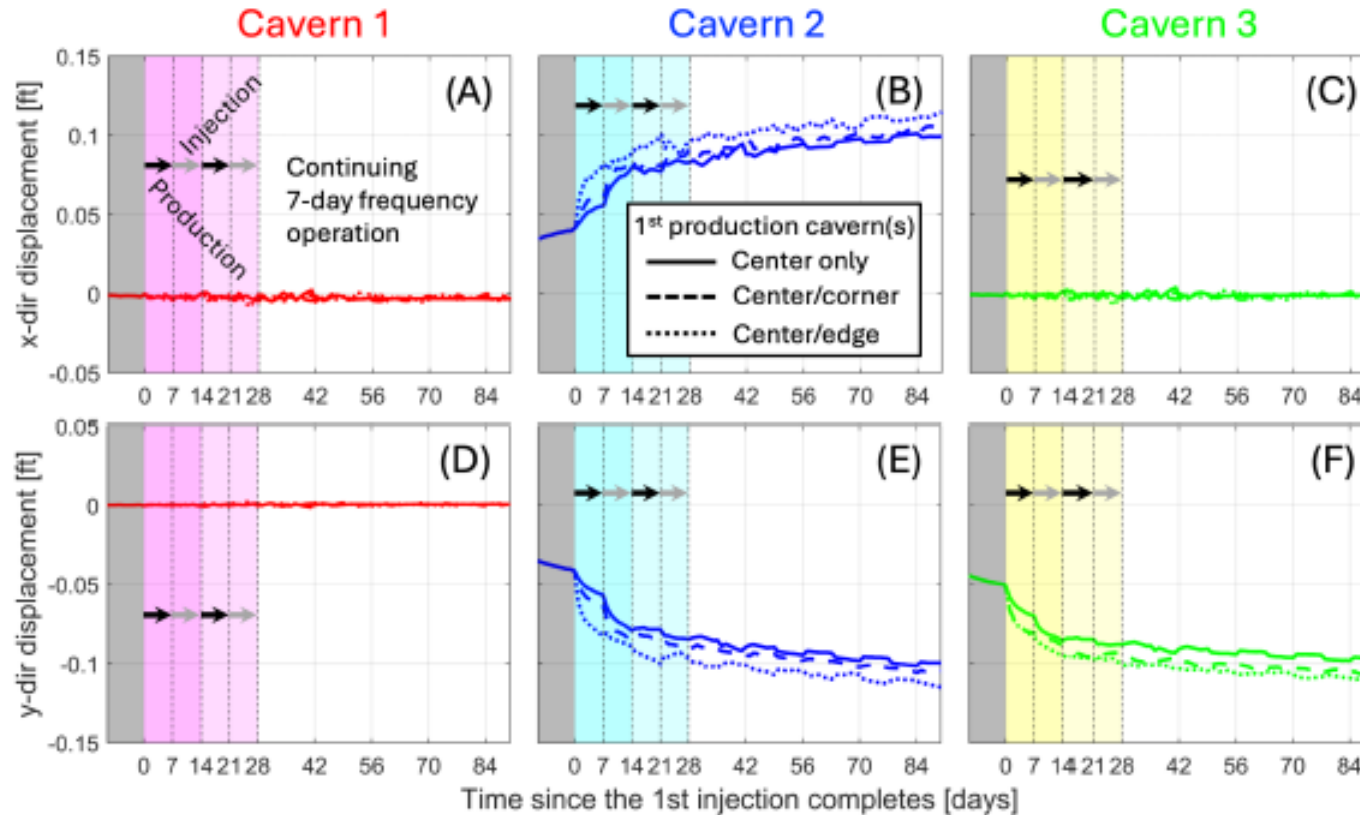 Cavern 1
Cavern 2
Cavern 3
x-dir displacement [ft]
0.15
0.1
0.05
0
-0.05
(A)
Injection
Production
Continuing
7-day frequency
operation
0 7 14 21 28 42 56 70 84
(B)
1st production cavern(s)
Center only
Center/corner
Center/edge
0 7 14 21 28 42 56 70 84
(C)
0 7 14 21 28 42 56 70 84
y-dir displacement [ft]
0.05
0
-0.05
-0.1
-0.15
(D)
0 7 14 21 28 42 56 70 84
(E)
0 7 14 21 28 42 56 70 84
(F)
0 7 14 21 28 42 56 70 84
Time since the 1st injection completes [days]